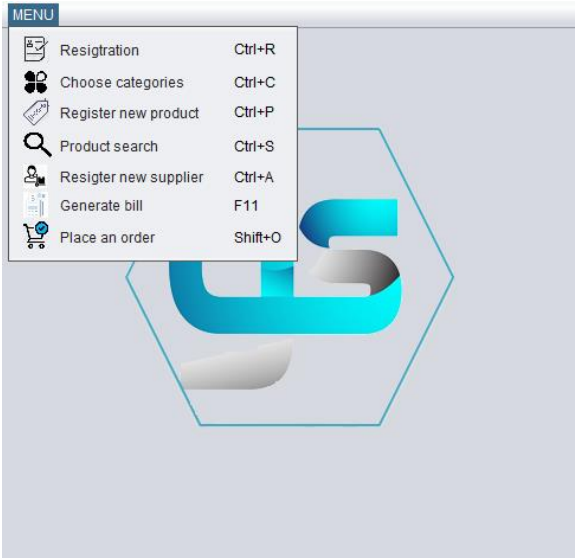 MENU
Resigtration Ctrl+R
Choose categories Ctrl+C
Register new product Ctrl+P
Product search Ctrl+S
Resigter new supplier Ctrl+A
Generate bill F11
Place an order Shift+O